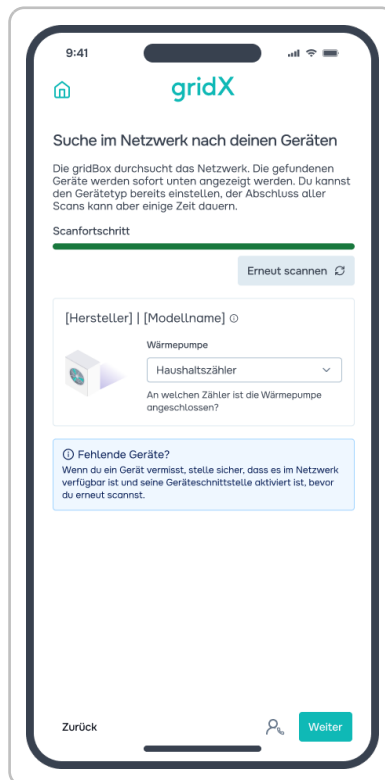 9:41
gridX
Suche im Netzwerk nach deinen Geräten
Die gridBox durchsucht das Netzwerk. Die gefundenen
Geräte werden sofort unten angezeigt werden. Du kannst
den Gerätetyp bereits einstellen, der Abschluss aller
Scans kann aber einige Zeit dauern.
Scanfortschritt
Erneut scannen
[Hersteller] | [Modellname]
Wärmepumpe
Haushaltszähler
An welchen Zähler ist die Wärmepumpe
angeschlossen?
Fehlende Geräte?
Wenn du ein Gerät vermisst, stelle sicher, dass es im Netzwerk
verfügbar ist und seine Geräteschnittstelle aktiviert ist, bevor
du erneut scannst.
Zurück
Weiter